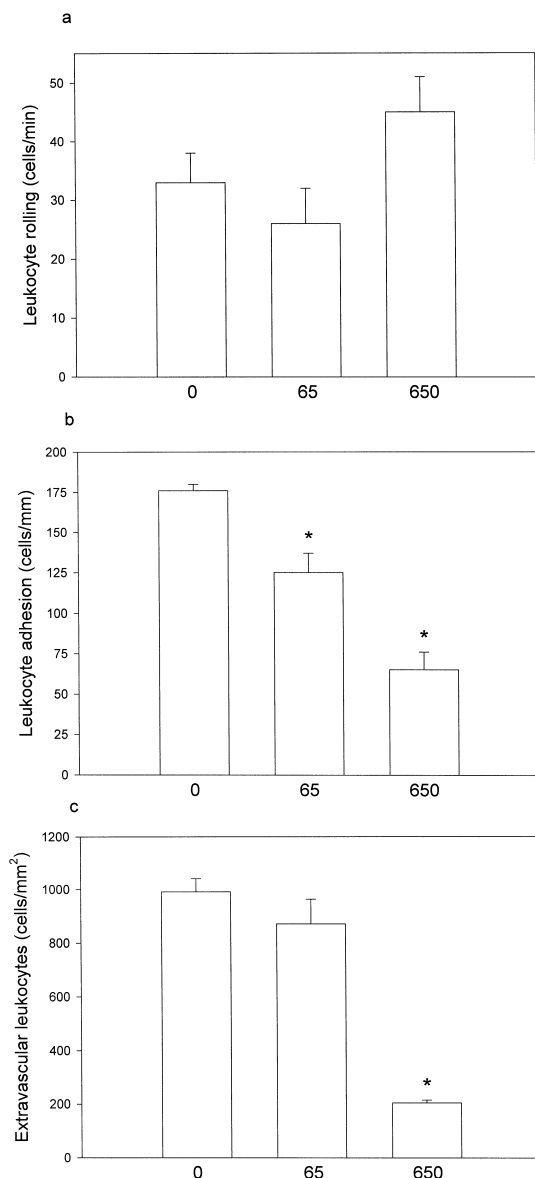 a
Leukocyte rolling (cells/min)
50
40
30
20
10
0
0 65 650
b
Leukocyte adhesion (cells/mm)
200
175
150
125
100
75
50
25
0
*
*
0 65 650
c
Extravascular leukocytes (cells/mm²)
1200
1000
800
600
400
200
0
*
0 65 650